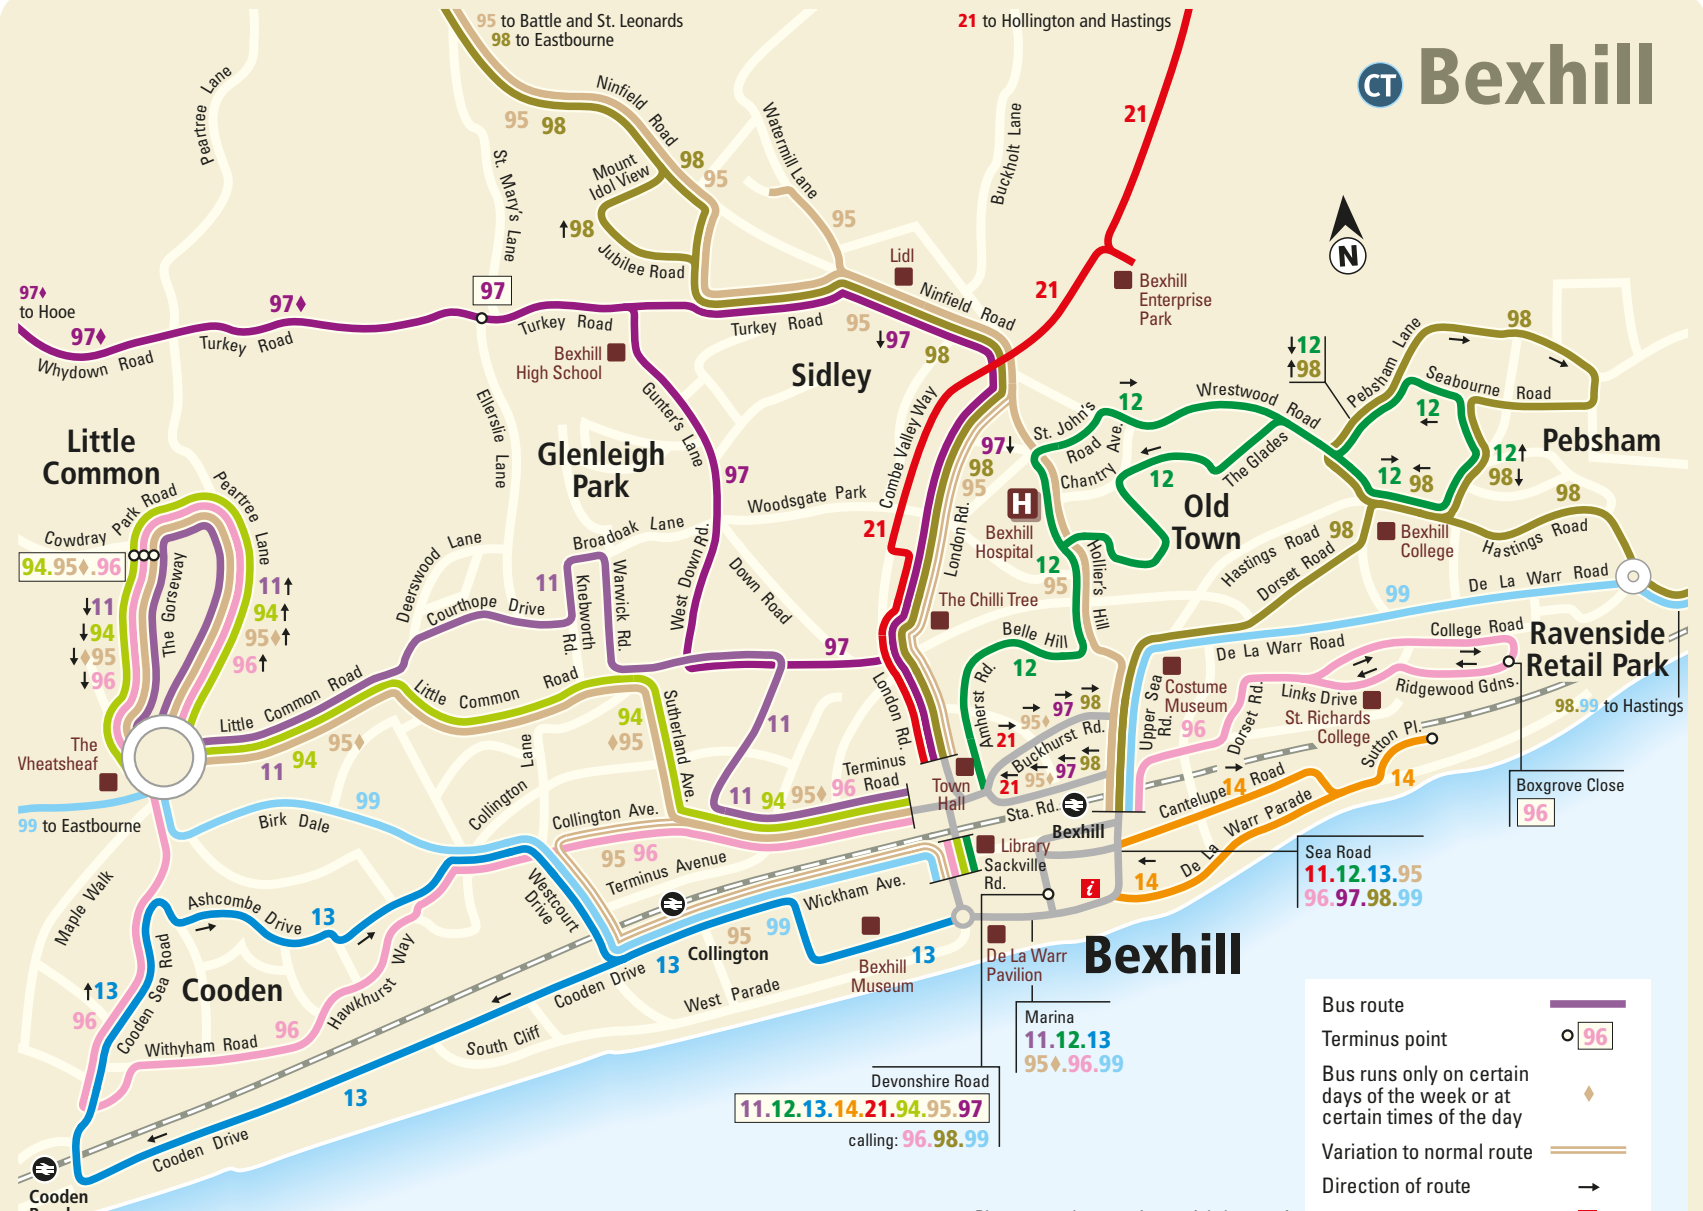 95 to Battle and St. Leonards
98 to Eastbourne
21 to Hollington and Hastings
CT Bexhill
Peartree Lane
Ninfield Road
95 98
Watermill Lane
Buckholt Lane
21
St. Mary's Lane
Mount
Idol View
98
95
↑98
Jubilee Road
95
N
97♦
to Hooe
97♦
97♦
Whydown Road
Turkey Road
97
Turkey Road
Turkey Road
Bexhill
High School
Lidl
Ninfield Road
95
↓97
98
21
Bexhill
Enterprise
Park
Sidley
Ellerslie Lane
Gunter's Lane
Glenleigh
Park
97
Woodsgate Park
Combe Valley Way
21
97↓
98
95
London Rd.
H
Bexhill
Hospital
St. John's
Road
12
Chantry Ave.
12
Wrestwood Road
The Glades
Old
Town
↓12
↑98
Pebsham Lane
98
Seabourne Road
12
12
98
12↑
98↓
Pebsham
98
Bexhill
College
Hastings Road
Hastings Road
98
Dorset Road
Little
Common
Cowdray Park Road
Peartree Lane
94.95♦.96
The Gorseway
↓11
↓94
↓♦95
↓96
11↑
94↑
95♦↑
96↑
The
Vheatsheaf
99 to Eastbourne
Deerswood Lane
Courthope Drive
11
Broadoak Lane
Knebworth
Rd.
Warwick Rd.
West Down Rd.
Down Road
97
Little Common Road
Little Common Road
11
94
95♦
94
♦95
Sutherland Ave.
11
The Chilli Tree
12
95
Hollier's Hill
Belle Hill
12
Amherst Rd.
London Rd.
De La Warr Road
99
De La Warr Road
College Road
Ridgewood Gdns.
Links Drive
Ravenside
Retail Park
98.99 to Hastings
Costume
Museum
Upper Sea
Rd.
96
Dorset Rd.
St. Richards
College
Sutton Pl.
14
Boxgrove Close
96
97 98
95♦
21
Buckhurst Rd.
21 95♦ 97 98
Terminus
Road
Town
Hall
Sta. Rd.
Bexhill
Cantelupe Road
14
De La Warr Parade
14
11 94 95♦ 96
Collington Lane
Collington Ave.
95 96
Terminus Avenue
99
Birk Dale
Library
Sackville
Rd.
i
Sea Road
11.12.13.95
96.97.98.99
Maple Walk
Ashcombe Drive
13
Westcourt
Drive
Wickham Ave.
99
95
Collington
Bexhill
Museum
13
De La Warr
Pavilion
Bexhill
Cooden
↑13
96
Cooden Sea Road
Hawkhurst Way
96
Withyham Road
13
Cooden Drive
West Parade
South Cliff
13
Cooden Drive
Marina
11.12.13
95♦.96.99
Devonshire Road
11.12.13.14.21.94.95.97
calling: 96.98.99
Cooden
Bus route
Terminus point 96
Bus runs only on certain
days of the week or at
certain times of the day
Variation to normal route
Direction of route